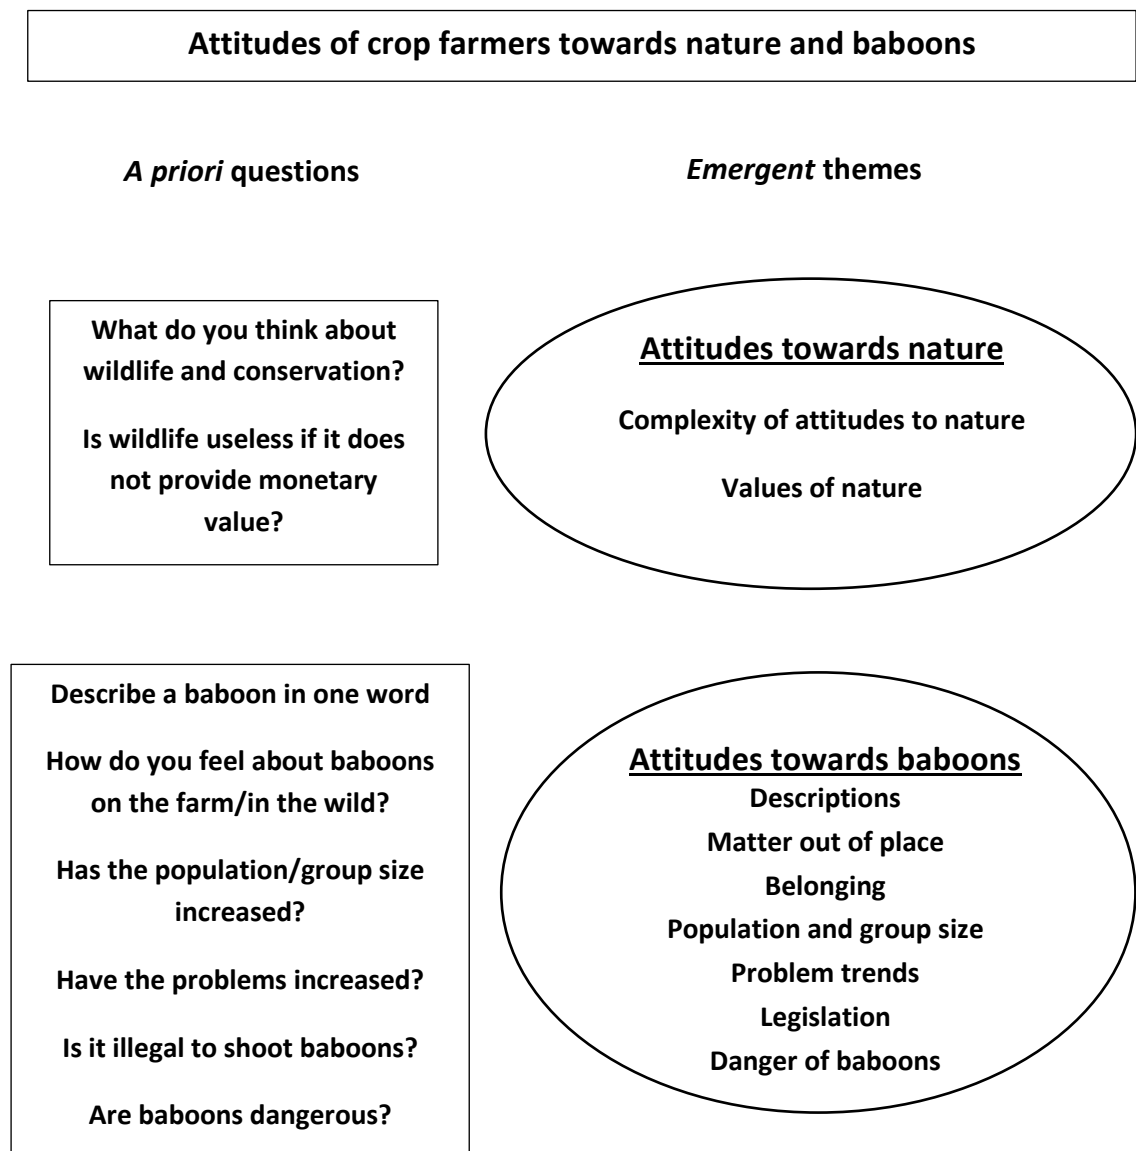 Attitudes of crop farmers towards nature and baboons
A priori questions
Emergent themes
What do you think about
wildlife and conservation?
Is wildlife useless if it does
not provide monetary
value?
Attitudes towards nature
Complexity of attitudes to nature
Values of nature
Describe a baboon in one word
How do you feel about baboons
on the farm/in the wild?
Has the population/group size
increased?
Have the problems increased?
Is it illegal to shoot baboons?
Are baboons dangerous?
Attitudes towards baboons
Descriptions
Matter out of place
Belonging
Population and group size
Problem trends
Legislation
Danger of baboons